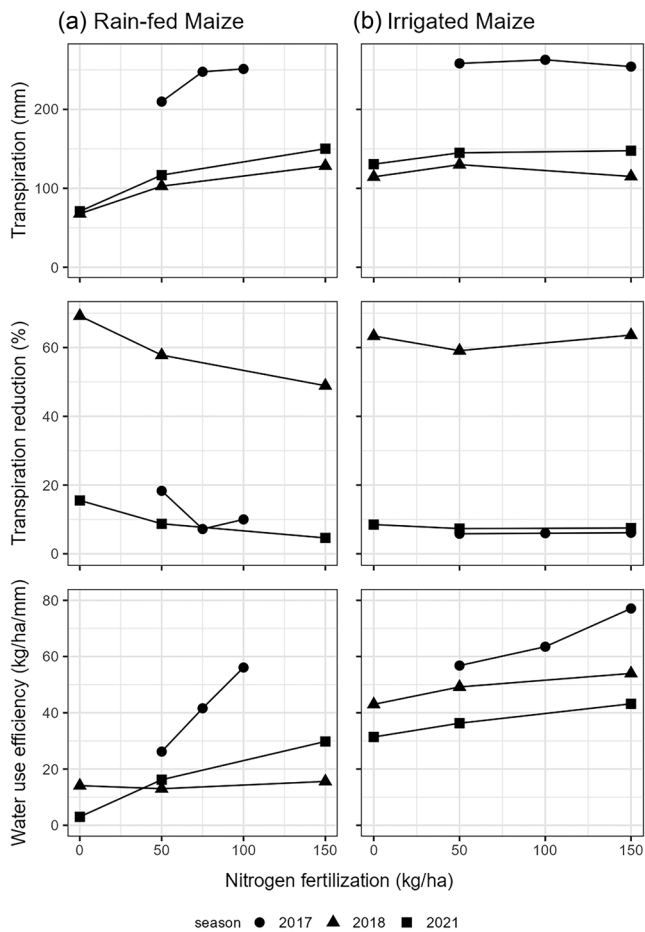 (a) Rain-fed Maize
(b) Irrigated Maize
Transpiration (mm)
200
100
0
Transpiration reduction (%)
60
40
20
0
Water use efficiency (kg/ha/mm)
80
60
40
20
0
0 50 100 150
0 50 100 150
Nitrogen fertilization (kg/ha)
season 2017 2018 2021